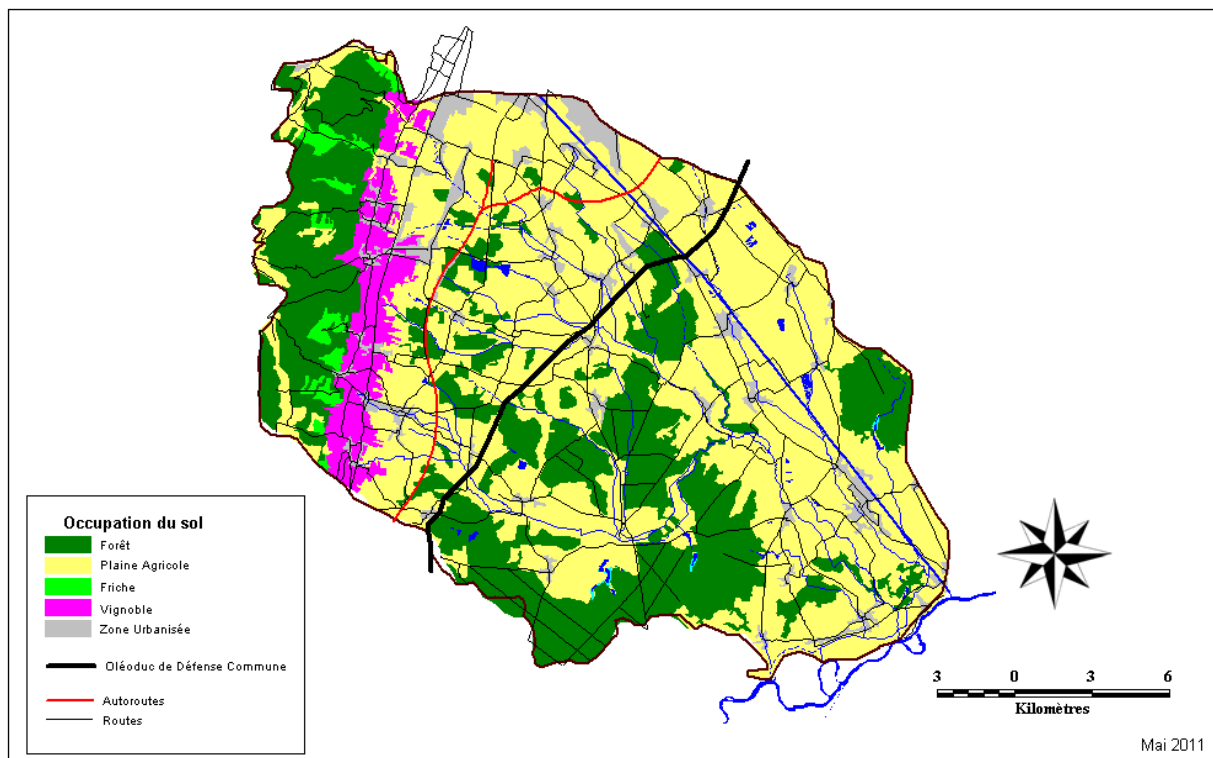 Occupation du sol
Forêt
Plaine Agricole
Friche
Vignoble
Zone Urbanisée
Oléoduc de Défense Commune
Autoroutes
Routes
3 0 3 6
Kilomètres
Mai 2011